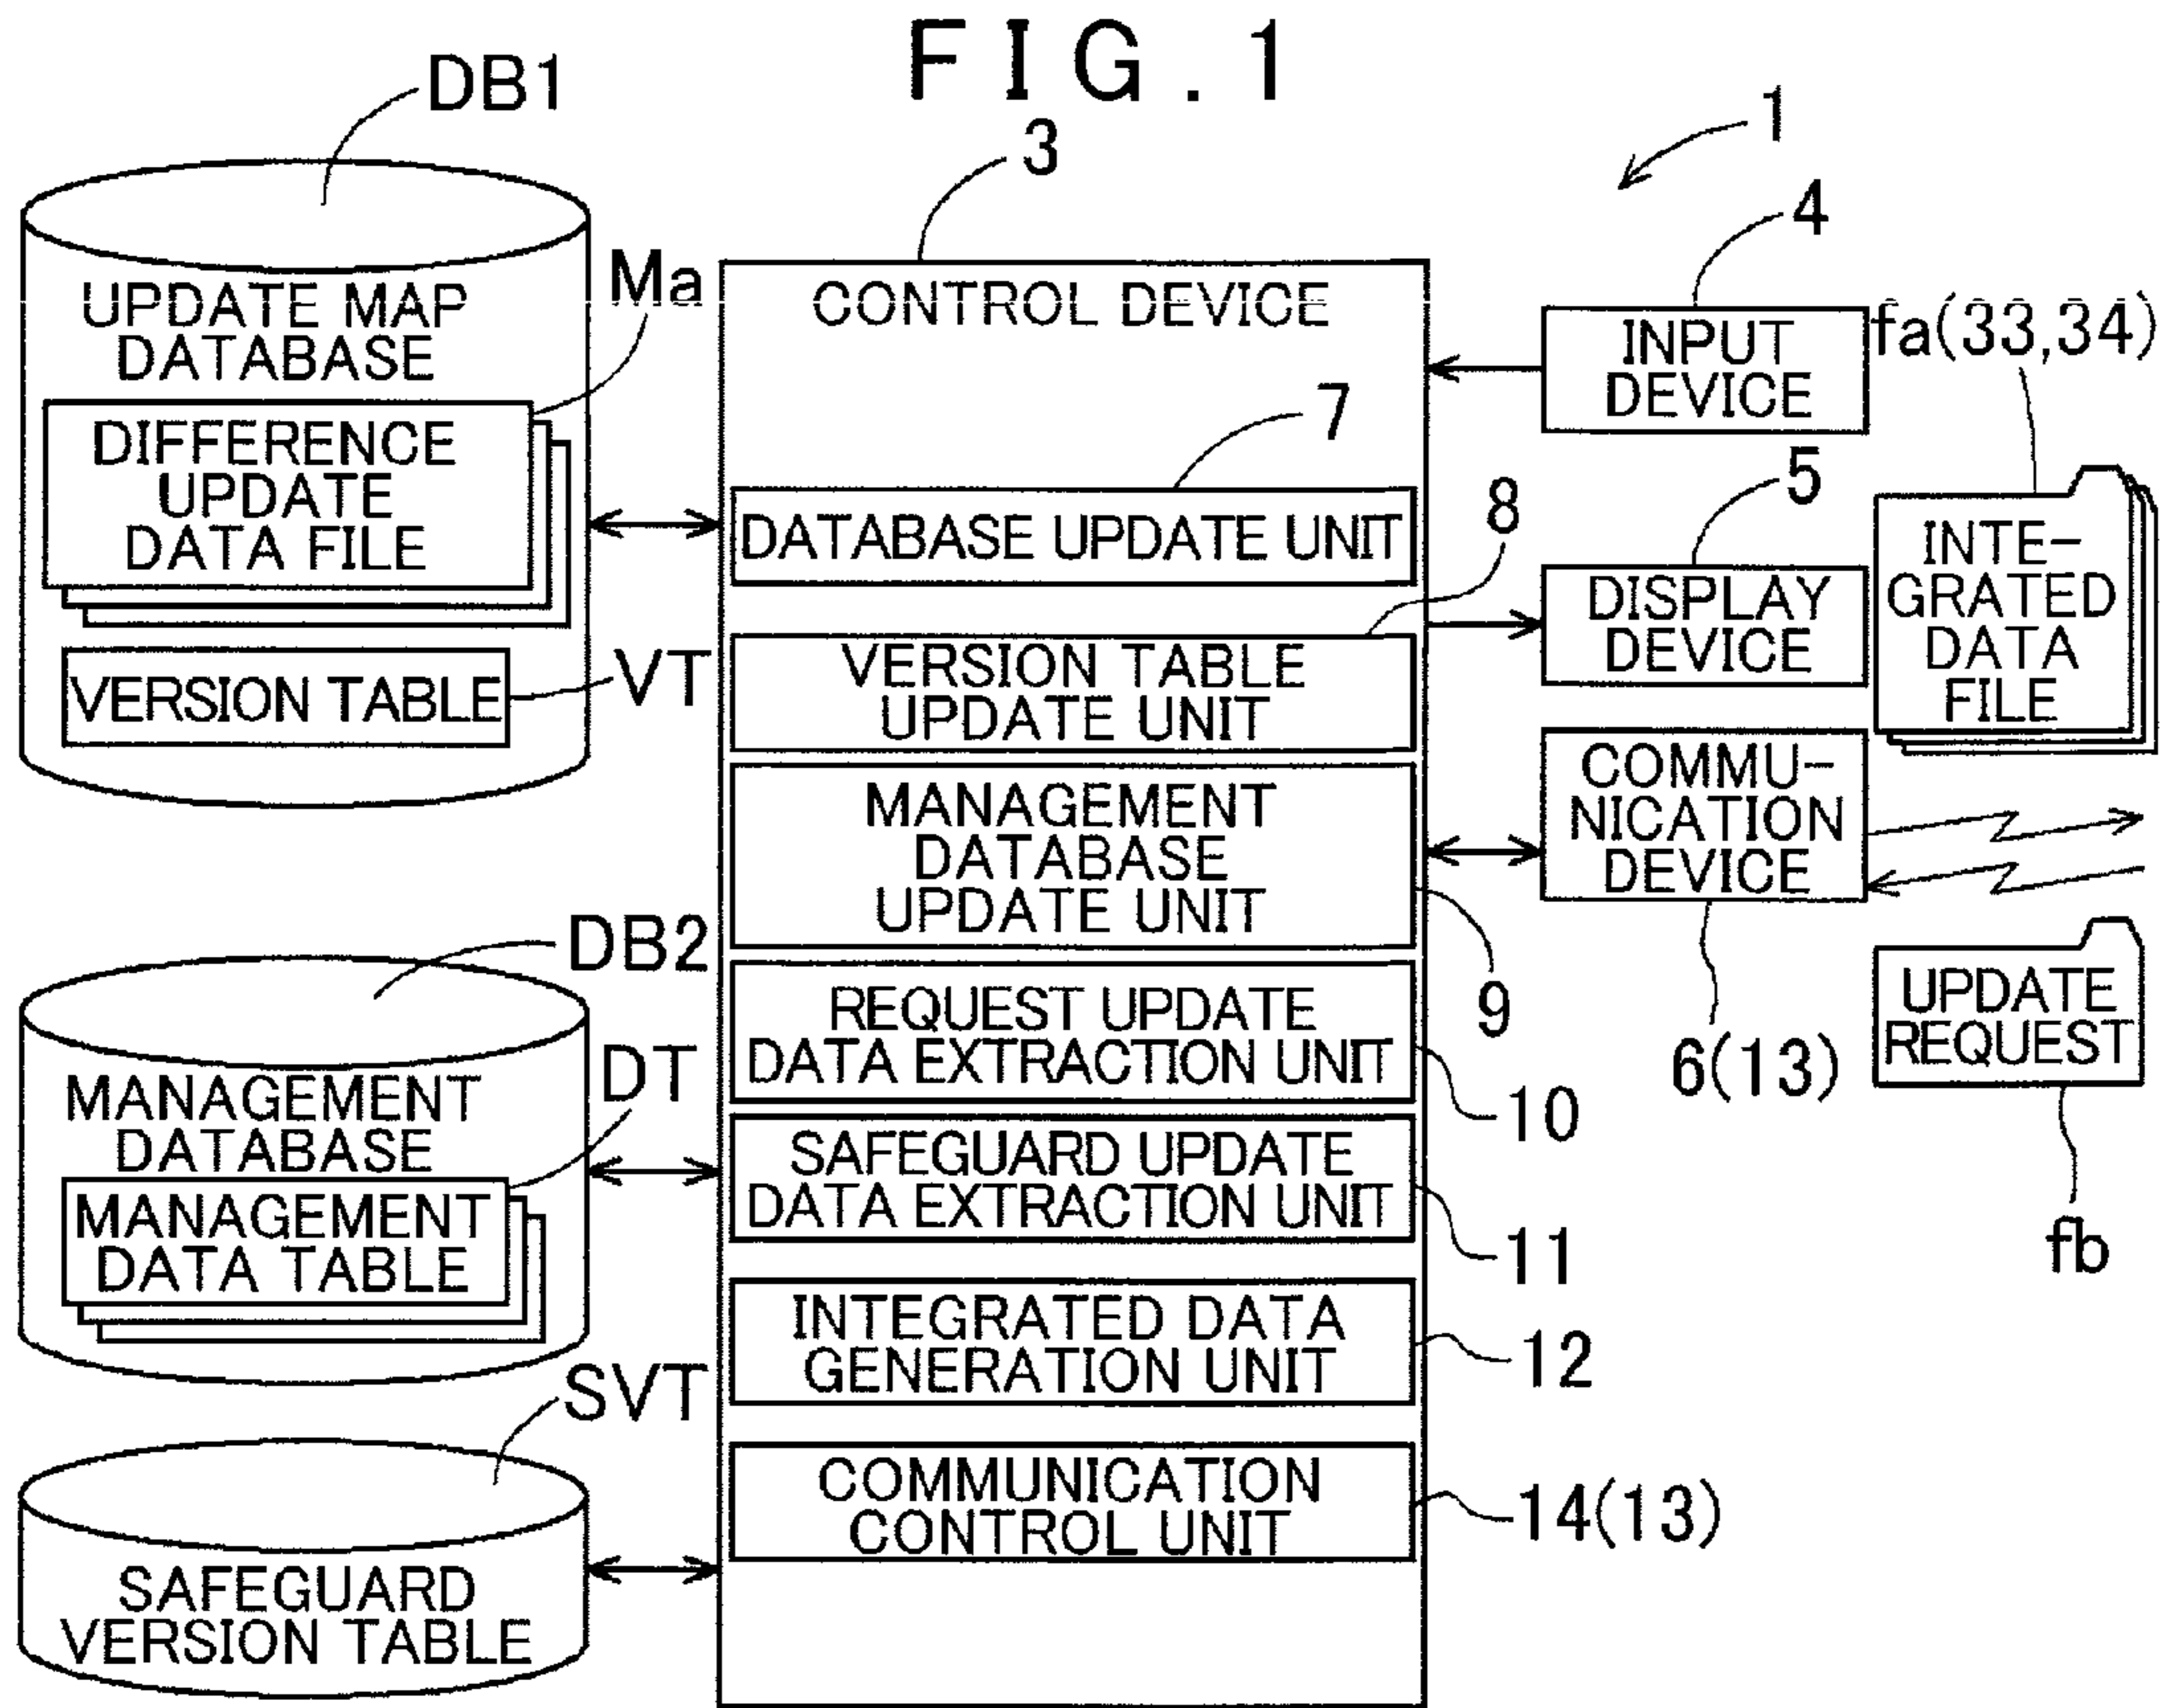 FIG.1
DB1
UPDATE MAP
DATABASE
Ma
DIFFERENCE
UPDATE
DATA FILE
VERSION TABLE
VT
DB2
MANAGEMENT
DATABASE
DT
MANAGEMENT
DATA TABLE
SVT
SAFEGUARD
VERSION TABLE
3
CONTROL DEVICE
7
DATABASE UPDATE UNIT
8
VERSION TABLE
UPDATE UNIT
MANAGEMENT
DATABASE
UPDATE UNIT
9
REQUEST UPDATE
DATA EXTRACTION UNIT
10
SAFEGUARD UPDATE
DATA EXTRACTION UNIT
11
INTEGRATED DATA
GENERATION UNIT
12
COMMUNICATION
CONTROL UNIT
14(13)
1
4
INPUT
DEVICE
5
DISPLAY
DEVICE
COMMU-
NICATION
DEVICE
6(13)
fa(33,34)
INTE-
GRATED
DATA
FILE
UPDATE
REQUEST
fb